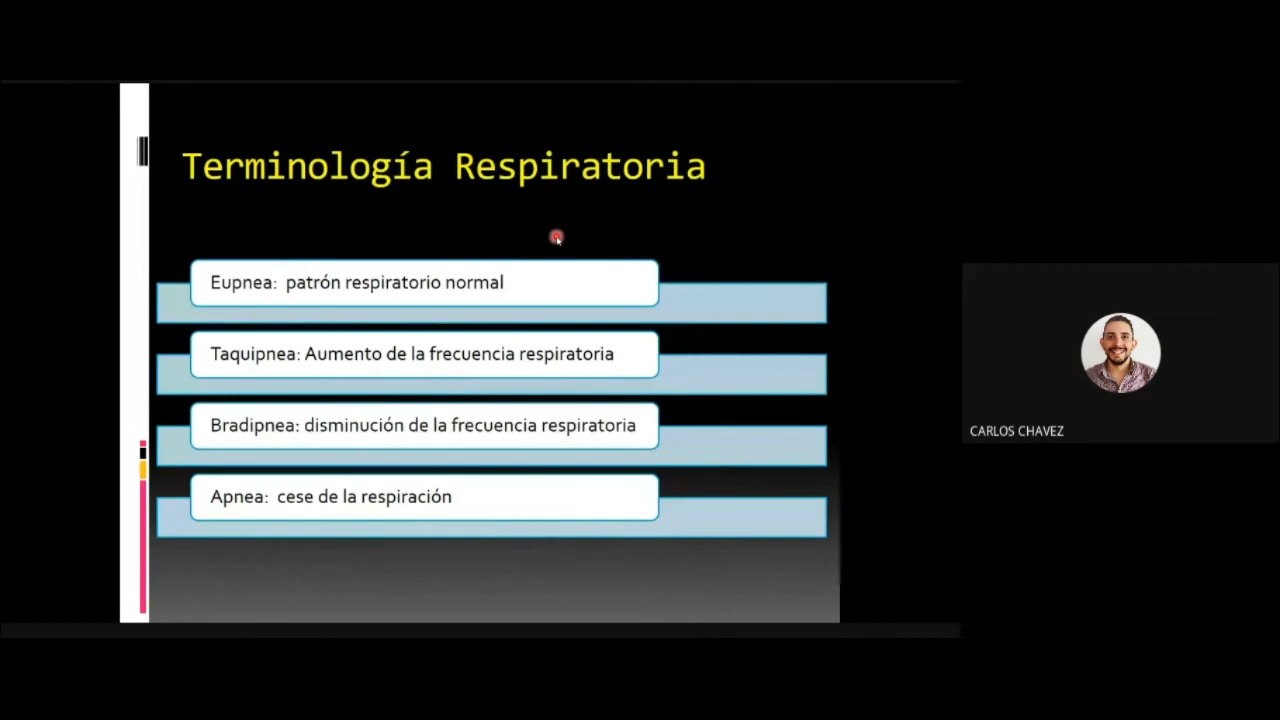 Terminología Respiratoria
Eupnea: patrón respiratorio normal
Taquipnea: Aumento de la frecuencia respiratoria
Bradipnea: disminución de la frecuencia respiratoria
Apnea: cese de la respiración
CARLOS CHAVEZ